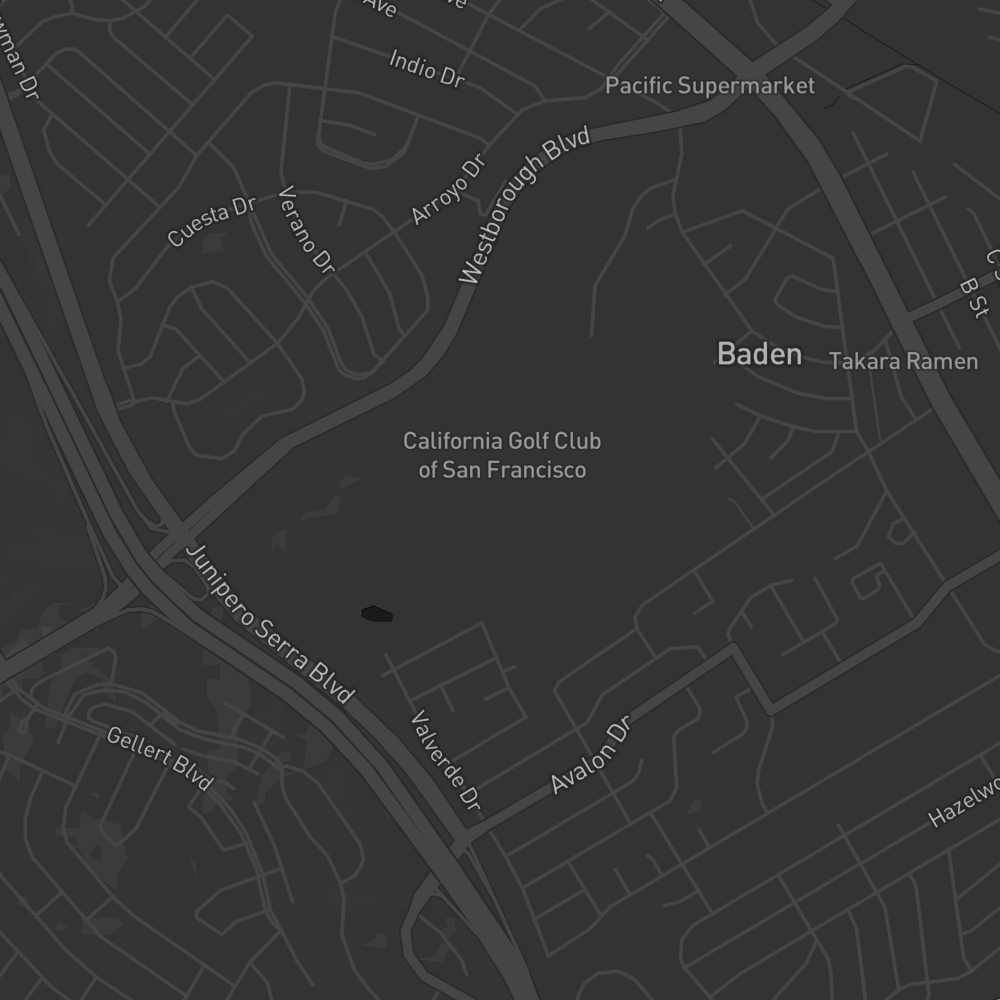 Ave
Indio Dr
Pacific Supermarket
Westborough Blvd
Arroyo Dr
Cuesta Dr
Verano Dr
B St
Baden
Takara Ramen
California Golf Club
of San Francisco
Junipero Serra Blvd
Valverde Dr
Avalon Dr
Gellert Blvd